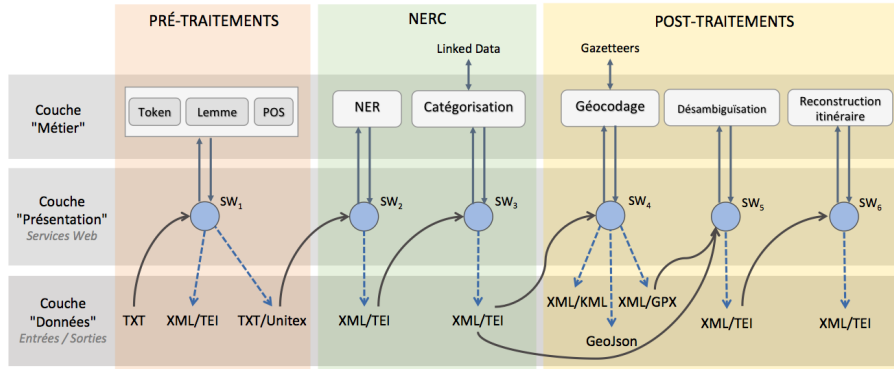 PRÉ-TRAITEMENTS
NERC
POST-TRAITEMENTS
Linked Data
Gazetteers
Couche
"Métier"
Token
Lemme
POS
NER
Catégorisation
Géocodage
Désambiguïsation
Reconstruction
itinéraire
Couche
"Présentation"
Services Web
SW1
SW2
SW3
SW4
SW5
SW6
Couche
"Données"
Entrées / Sorties
TXT
XML/TEI
TXT/Unitex
XML/TEI
XML/TEI
XML/KML
XML/GPX
GeoJson
XML/TEI
XML/TEI